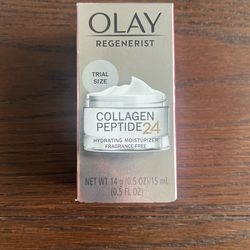 OLAY
REGENERIST
TRIAL
SIZE
COLLAGEN
PEPTIDE24
HYDRATING MOISTURIZER
FRAGRANCE-FREE
NET WT 14 g (0.5 OZ)/15 mL
(0.5 FL OZ)